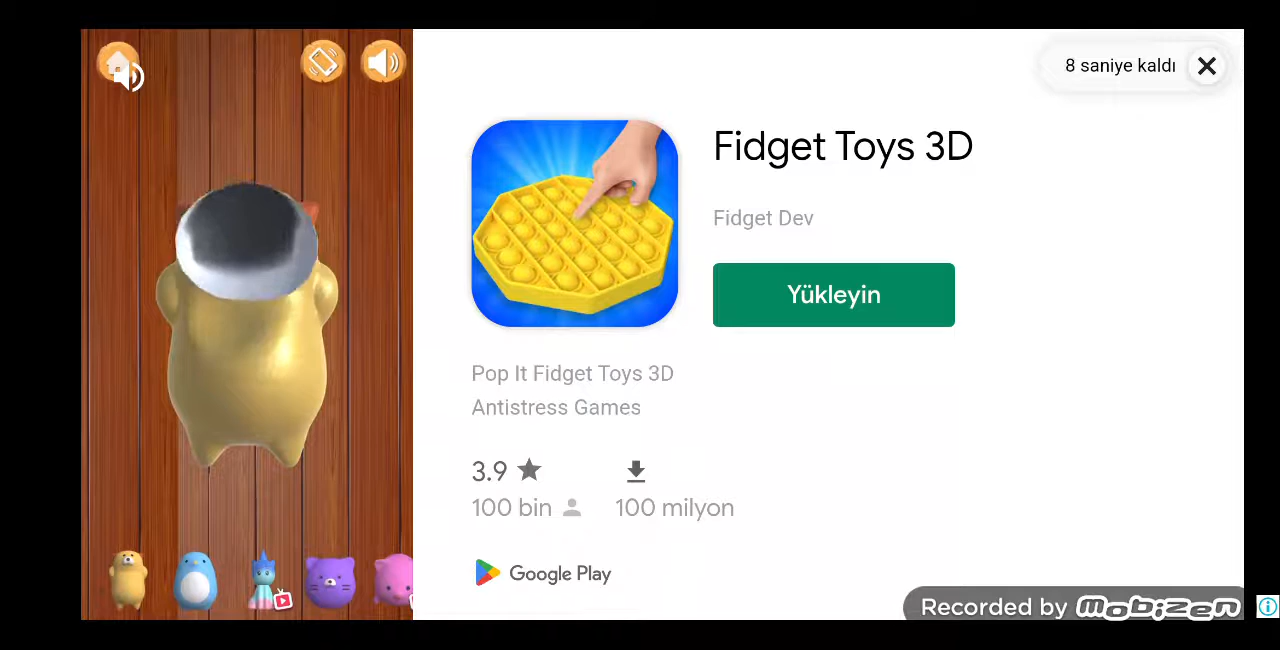 8 saniye kaldı
Fidget Toys 3D
Fidget Dev
Yükleyin
Pop It Fidget Toys 3D
Antistress Games
3.9
100 bin
100 milyon
Google Play
Recorded by Mobizen